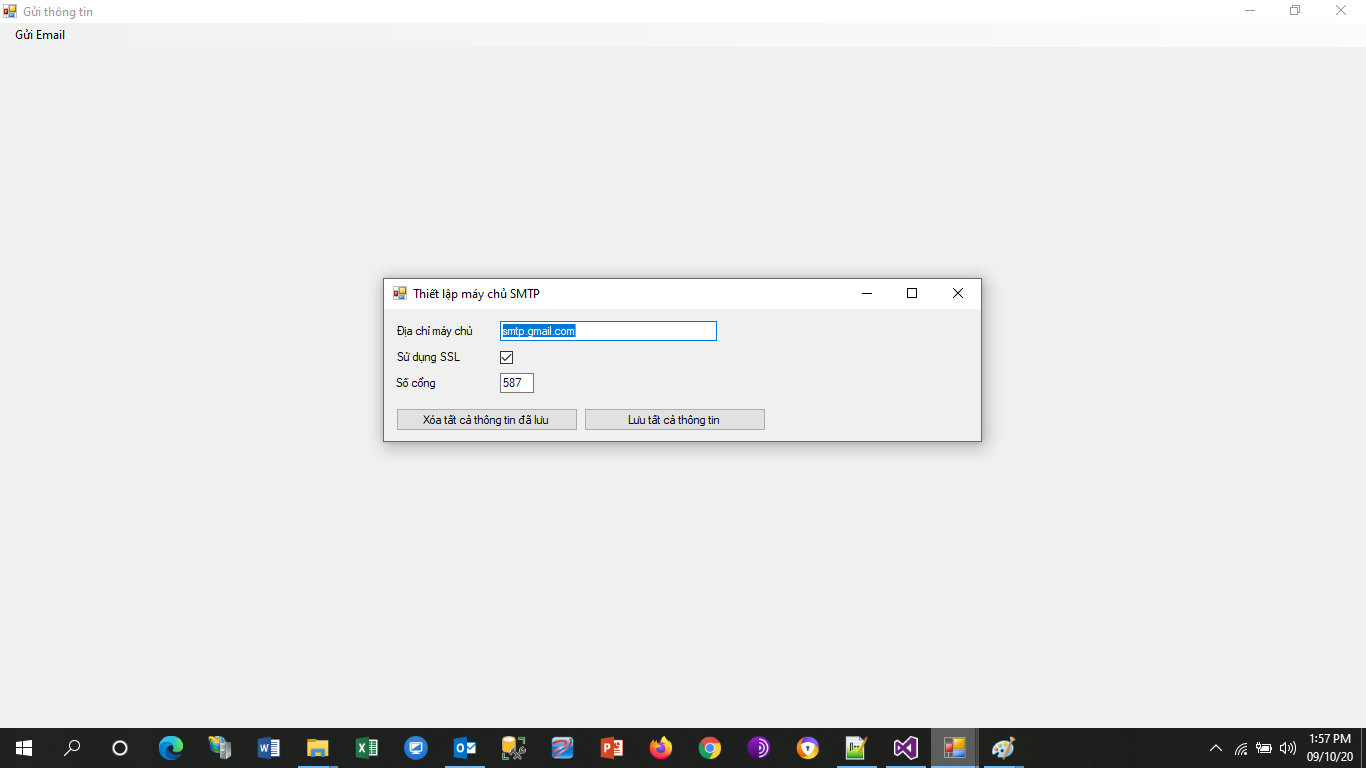 Gửi thông tin
Gửi Email
Thiết lập máy chủ SMTP
Địa chỉ máy chủ smtp.gmail.com
Sử dụng SSL
Số cổng 587
Xóa tất cả thông tin đã lưu Lưu tất cả thông tin
1:57 PM
09/10/20